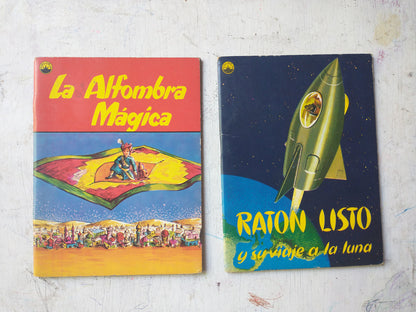 La Alfombra
Mágica
RATON LISTO
y su viaje a la luna